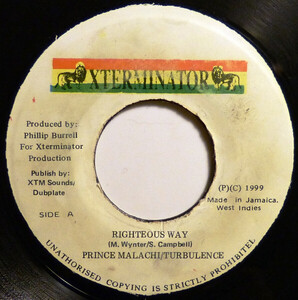 XTERMINATOR
Produced by:
Phillip Burrell
For Xterminator
Production
Publish by:
XTM Sounds/
Dubplate
SIDE A
(P)(C) 1999
Made in Jamaica,
West Indies
RIGHTEOUS WAY
(M. Wynter/S. Campbell)
PRINCE MALACHI/TURBULENCE
UNAUTHORISED COPYING IS STRICTLY PROHIBITED